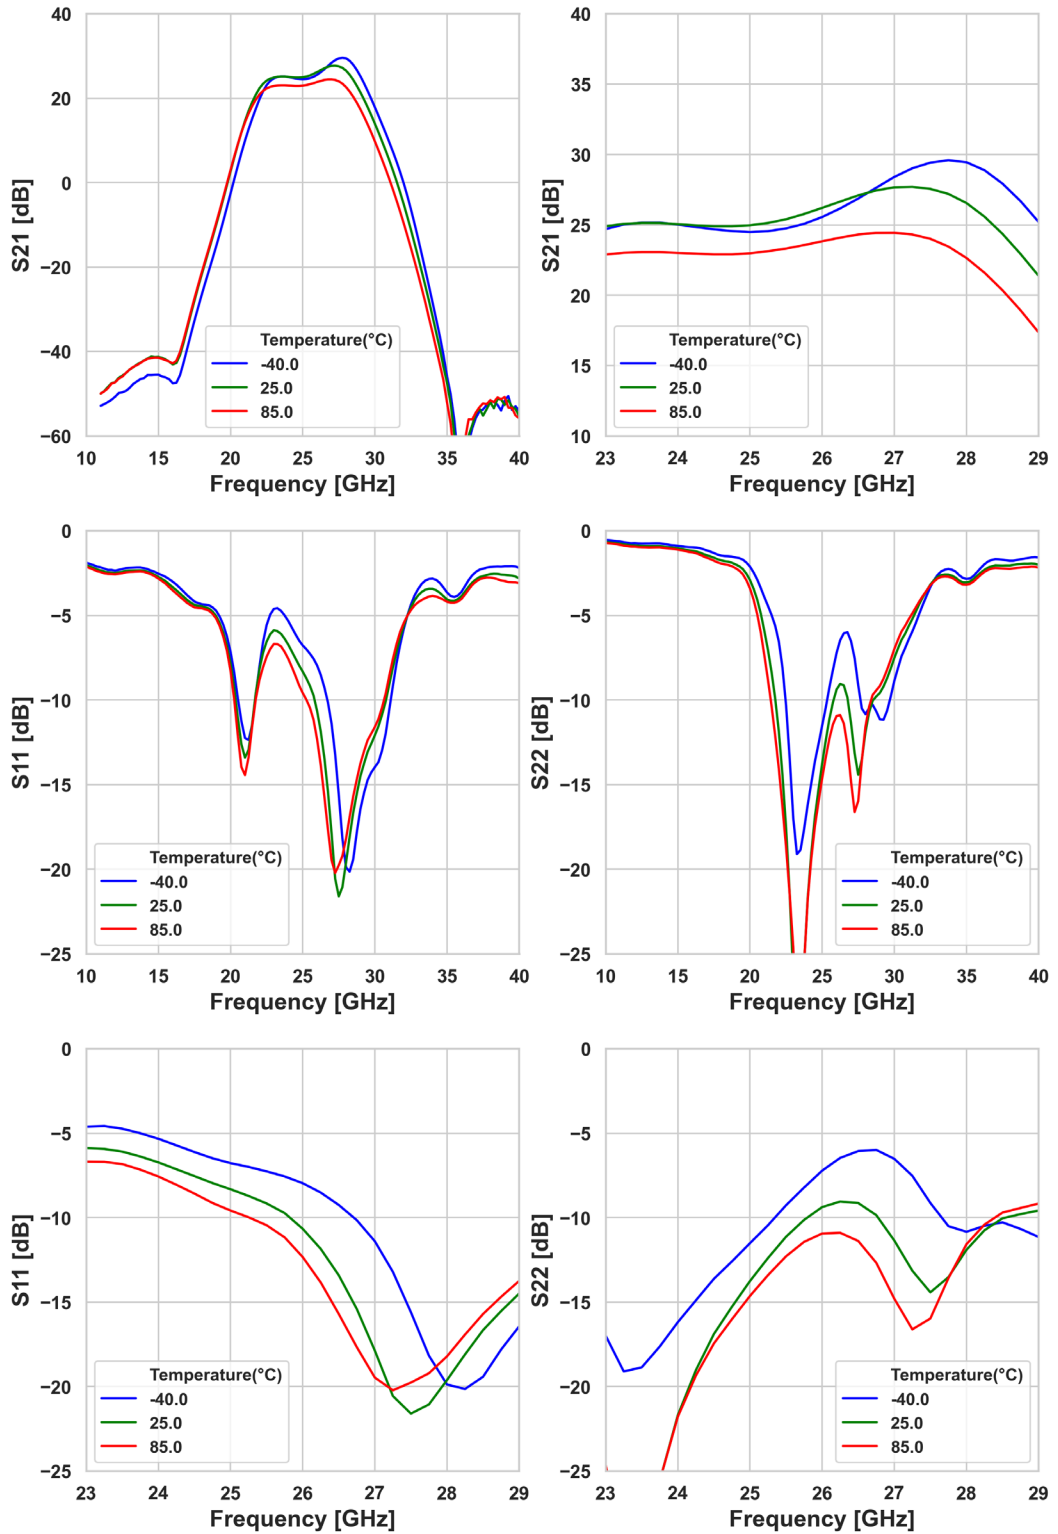 40
20
0
−20
−40
−60
S21 [dB]
Temperature(°C)
-40.0
25.0
85.0
10 15 20 25 30 35 40
Frequency [GHz]
40
35
30
25
20
15
10
S21 [dB]
Temperature(°C)
-40.0
25.0
85.0
23 24 25 26 27 28 29
Frequency [GHz]
0
−5
−10
−15
−20
−25
S11 [dB]
Temperature(°C)
-40.0
25.0
85.0
10 15 20 25 30 35 40
Frequency [GHz]
0
−5
−10
−15
−20
−25
S22 [dB]
Temperature(°C)
-40.0
25.0
85.0
10 15 20 25 30 35 40
Frequency [GHz]
0
−5
−10
−15
−20
−25
S11 [dB]
Temperature(°C)
-40.0
25.0
85.0
23 24 25 26 27 28 29
Frequency [GHz]
0
−5
−10
−15
−20
−25
S22 [dB]
Temperature(°C)
-40.0
25.0
85.0
23 24 25 26 27 28 29
Frequency [GHz]